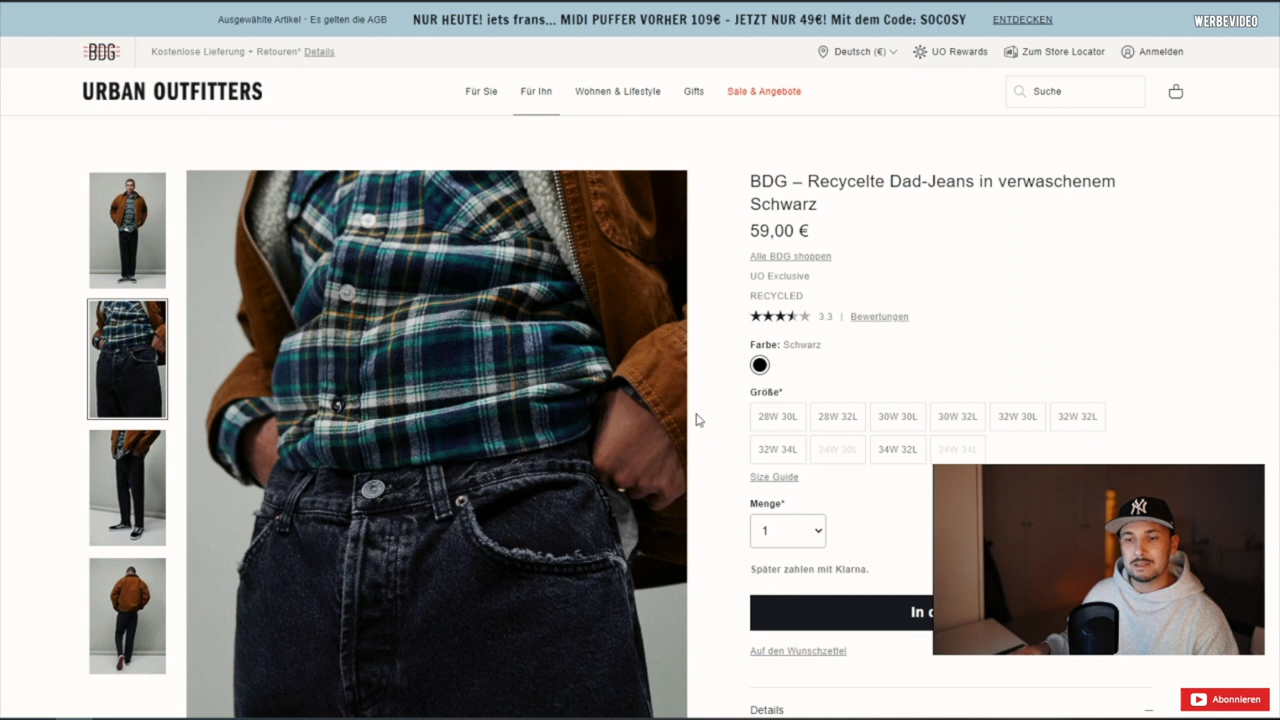 Ausgewählte Artikel · Es gelten die AGB
NUR HEUTE! iets frans... MIDI PUFFER VORHER 109€ - JETZT NUR 49€! Mit dem Code: SOCOSY
ENTDECKEN
WERBEVIDEO
BDG
Kostenlose Lieferung + Retouren* Details
Deutsch (€)
UO Rewards
Zum Store Locator
Anmelden
URBAN OUTFITTERS
Für Sie
Für Ihn
Wohnen & Lifestyle
Gifts
Sale & Angebote
Suche
BDG – Recycelte Dad-Jeans in verwaschenem
Schwarz
59,00 €
Alle BDG shoppen
UO Exclusive
RECYCLED
3.3 | Bewertungen
Farbe: Schwarz
Größe*
28W 30L 28W 32L 30W 30L 30W 32L 32W 30L 32W 32L
32W 34L 34W 30L 34W 32L 34W 34L
Size Guide
Menge*
1
Später zahlen mit Klarna.
In d
Auf den Wunschzettel
NY
Abonnieren
Details